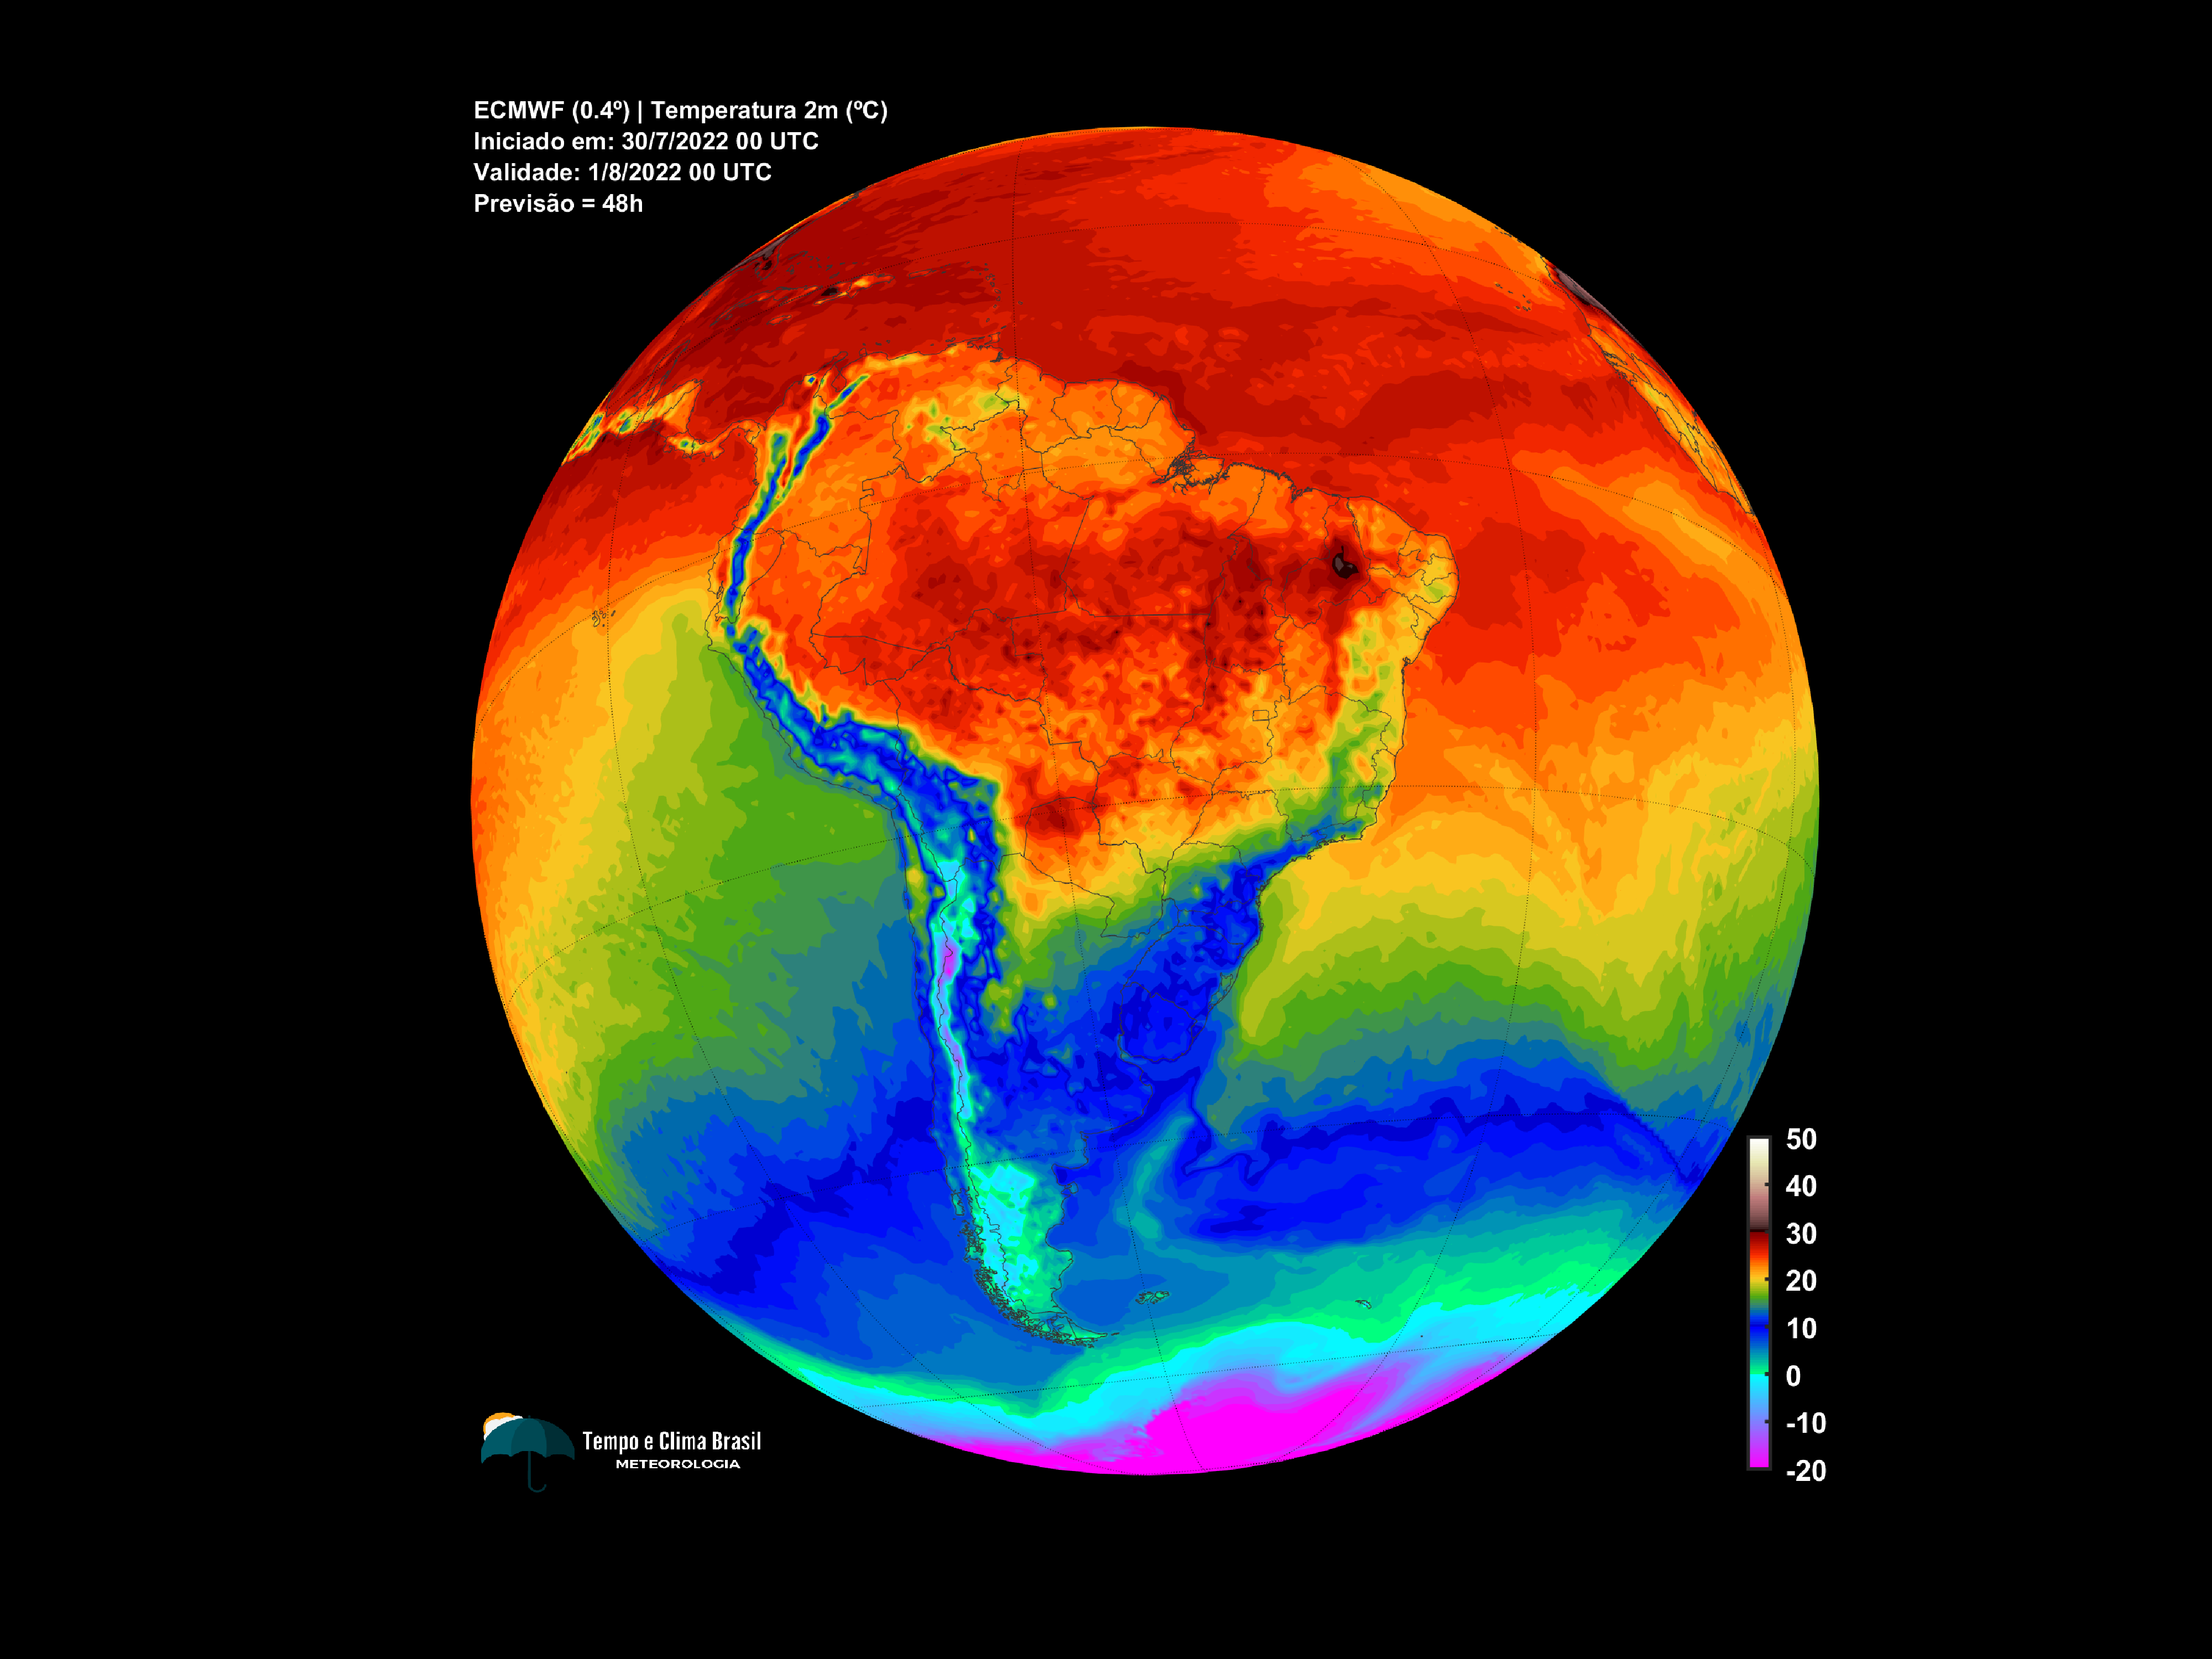 ECMWF (0.4º) | Temperatura 2m (ºC)
Iniciado em: 30/7/2022 00 UTC
Validade: 1/8/2022 00 UTC
Previsão = 48h
50
40
30
20
10
0
-10
-20
Tempo e Clima Brasil
METEOROLOGIA